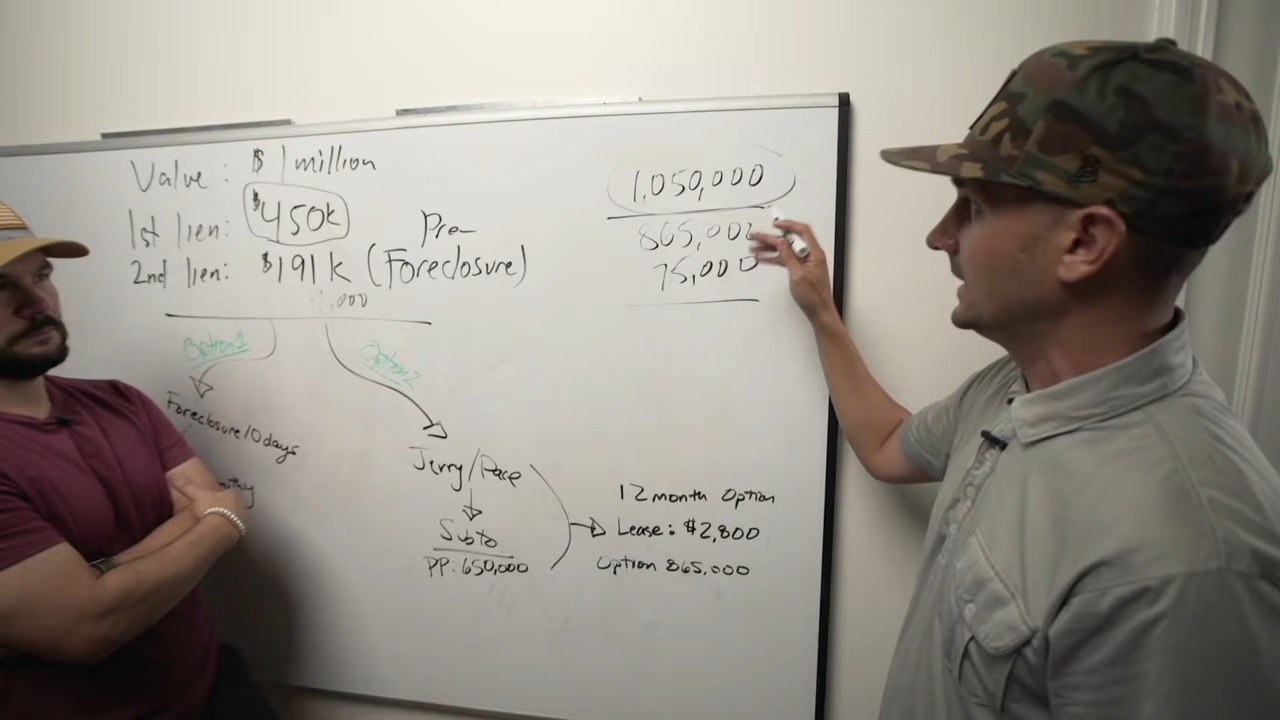 Value: $1 million
1st lien: $450k
Pre-
2nd lien: $191k (Foreclosure)
,000
Option 1
Option 2
Foreclosure/10 days
Jerry/Pace
Subto
PP: 650,000
1,050,000
865,000
75,000
12 month Option
Lease: $2,800
Option 865,000